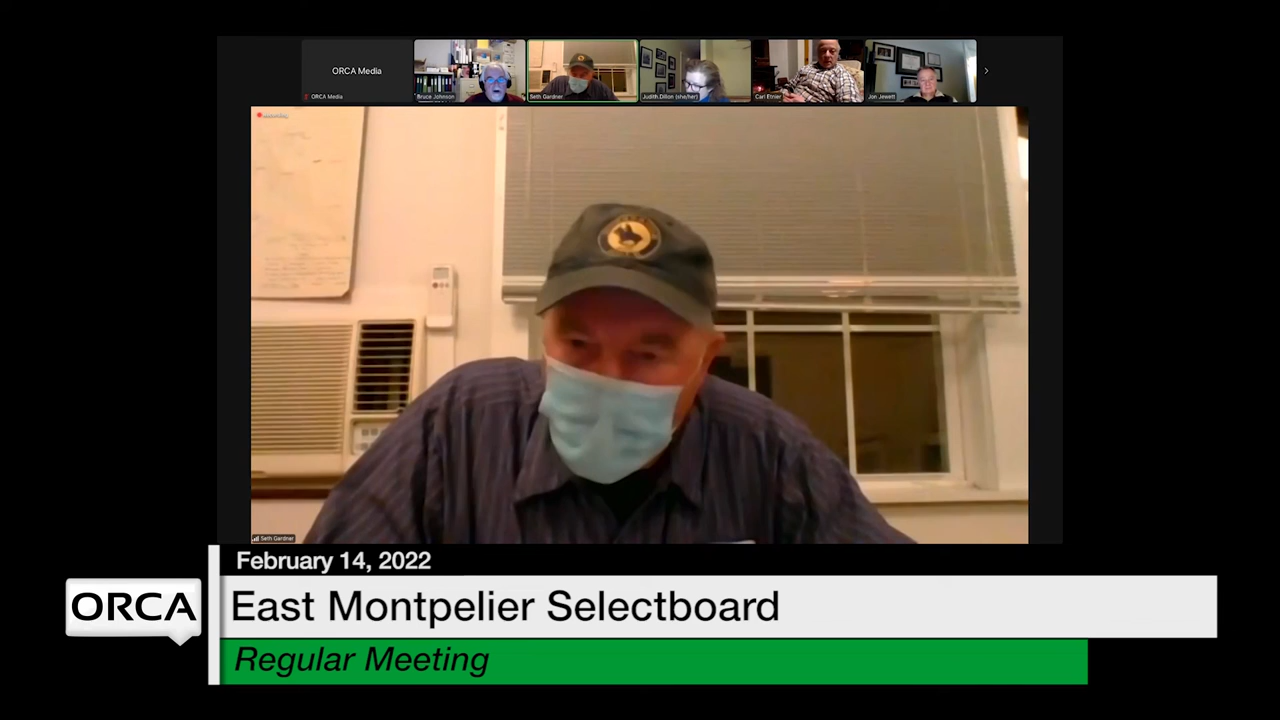 ORCA Media
ORCA Media
Bruce Johnson
Seth Gardner
Judith Dillon (she/her)
Carl Etnier
Jon Jewett
Seth Gardner
February 14, 2022
ORCA
East Montpelier Selectboard
Regular Meeting